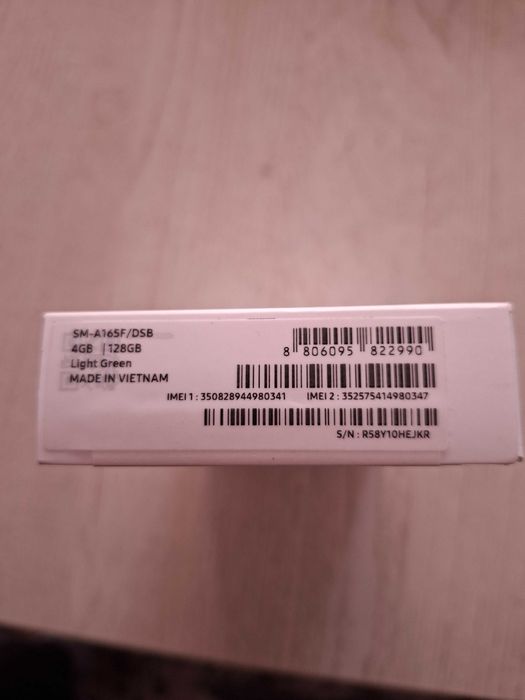 SM-A165F/DSB
4GB | 128GB
Light Green
MADE IN VIETNAM
8 806095 822990
IMEI 1 : 350828944980341 IMEI 2 : 352575414980347
S/N : R58Y10HEJKR